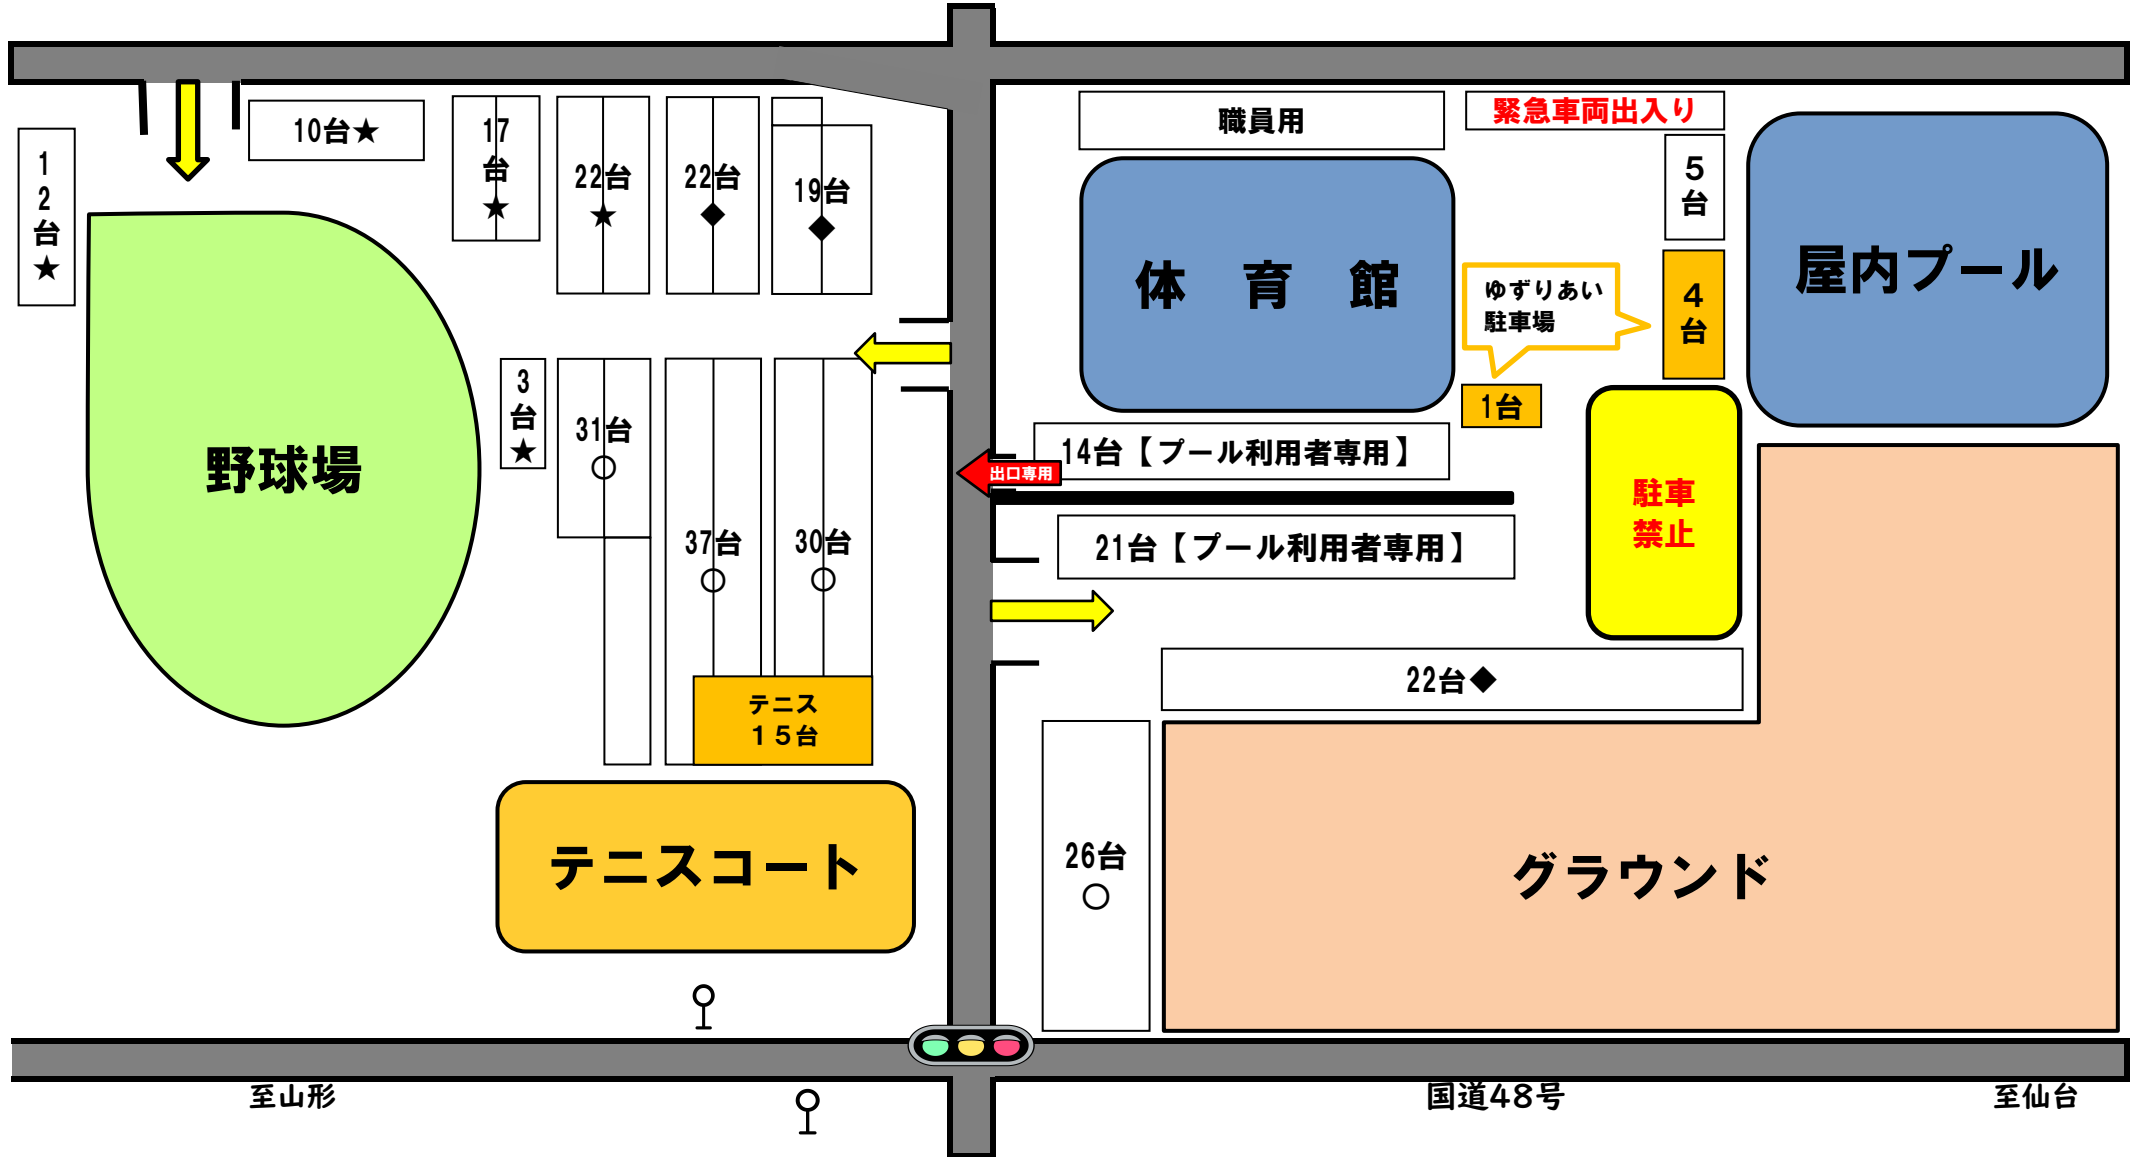 10台★
１
２
台
★
17
台
★
22台
★
22台
◆
19台
◆
職員用
緊急車両出入り
５
台
体　育　館
屋内プール
ゆずりあい
駐車場
４
台
1台
3
台
★
31台
○
野球場
14台【プール利用者専用】
出口専用
駐車
禁止
37台
○
30台
○
21台【プール利用者専用】
22台◆
テニス
１５台
テニスコート
26台
○
グラウンド
至山形
国道48号
至仙台